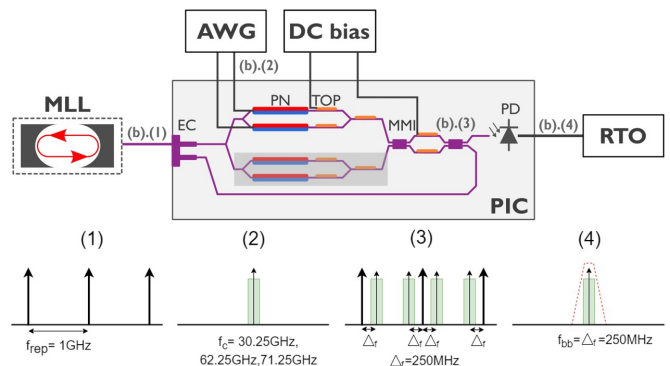 AWG
DC bias
(b).(2)
MLL
(b).(1)
EC
PN
TOP
MMI
(b).(3)
PD
(b).(4)
RTO
PIC
(1)
(2)
(3)
(4)
f_rep= 1GHz
f_c= 30.25GHz,
62.25GHz,71.25GHz
△_f
△_f
△_f
△_f
△_f=250MHz
f_bb=△_f=250MHz